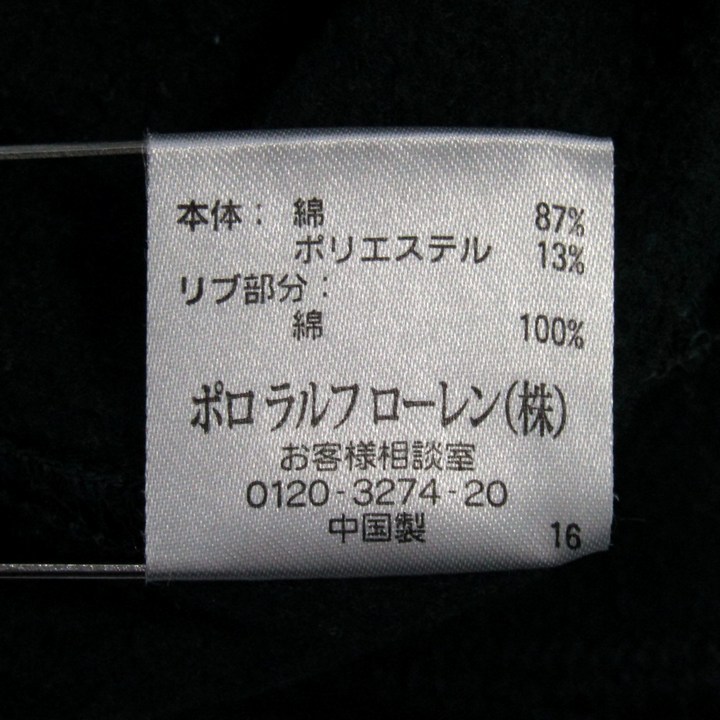 本体： 綿 87%
ポリエステル 13%
リブ部分：
綿 100%
ポロ ラルフ ローレン(株)
お客様相談室
0120-3274-20
中国製 16